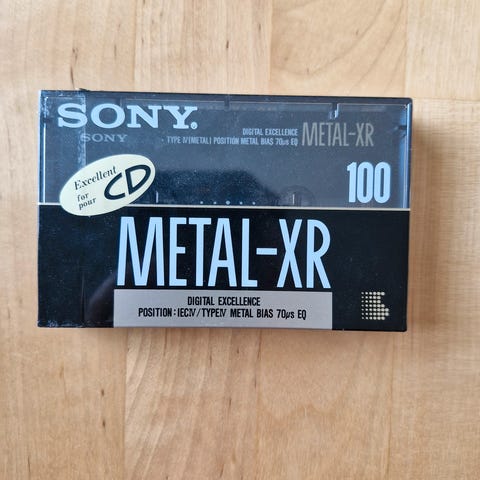 SONY®
SONY
DIGITAL EXCELLENCE METAL-XR
TYPE IV (METAL) POSITION METAL BIAS 70µs EQ
100
Excellent
for
pour
CD
METAL-XR
DIGITAL EXCELLENCE
POSITION: IEC IV/TYPE IV METAL BIAS 70µs EQ